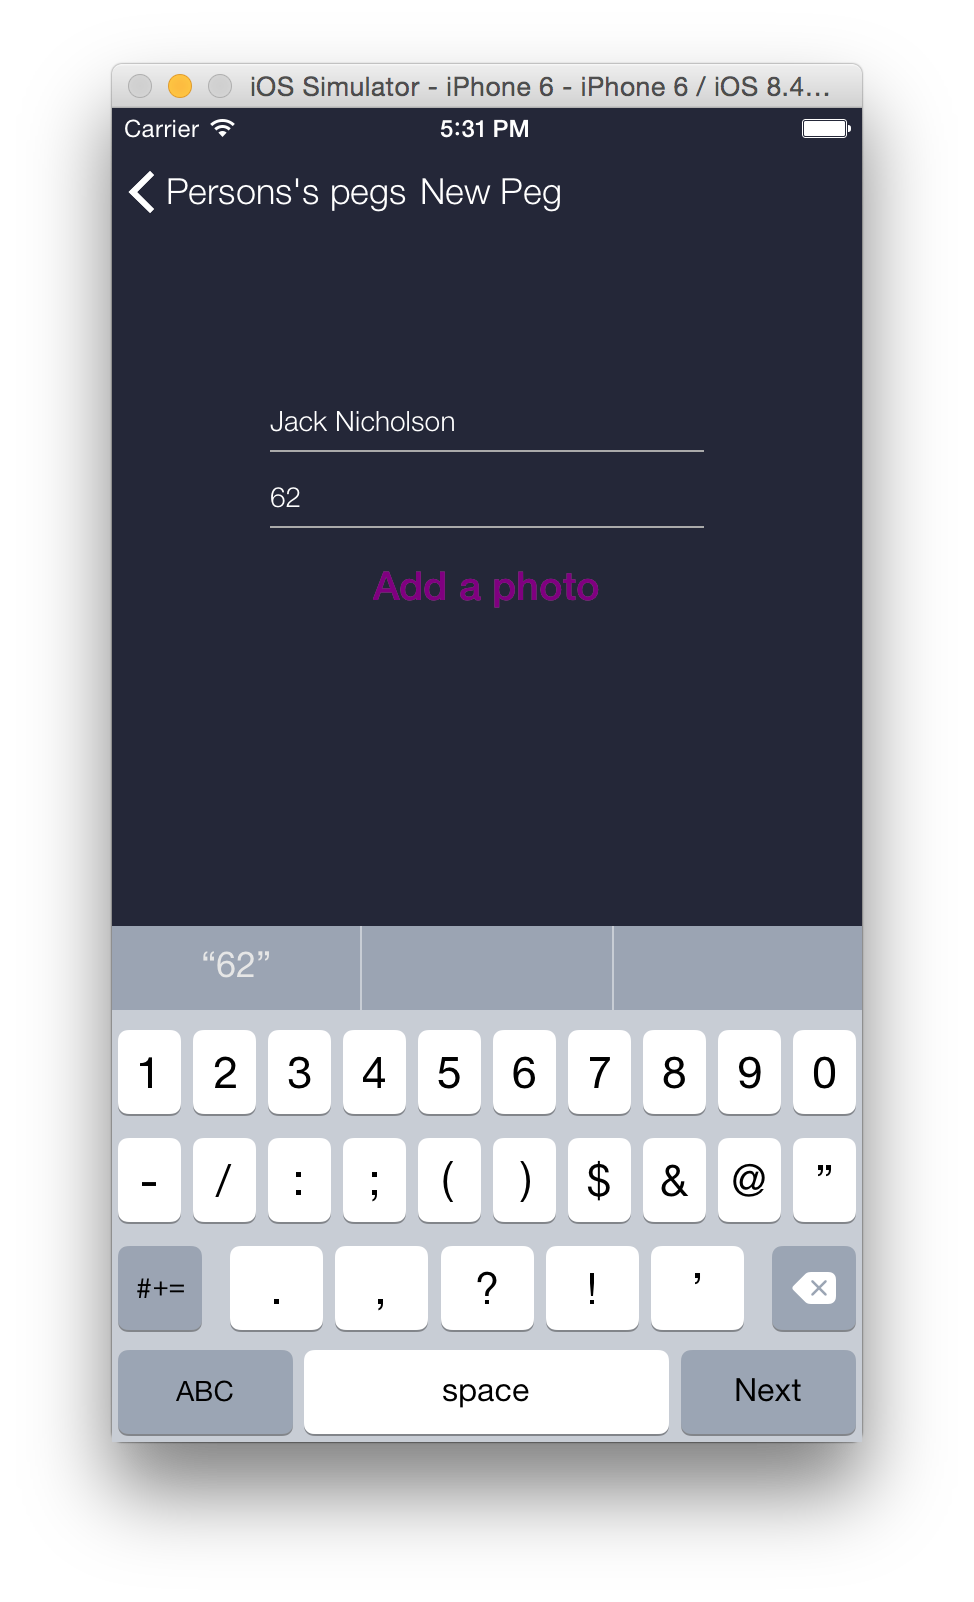 iOS Simulator - iPhone 6 - iPhone 6 / iOS 8.4...
Carrier 5:31 PM
Persons's pegs New Peg
Jack Nicholson
62
Add a photo
“62”
1 2 3 4 5 6 7 8 9 0
- / : ; ( ) $ & @ ”
#+= . , ? ! ’
ABC space Next